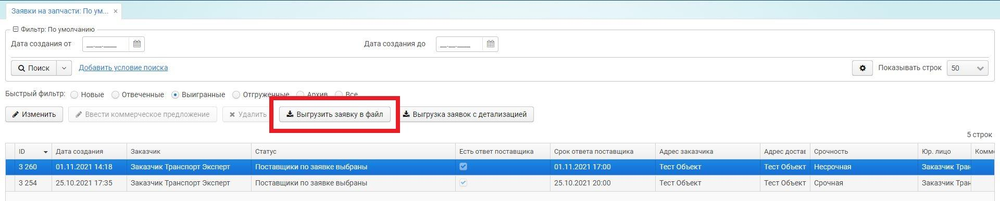 Заявки на запчасти: По ум... ×
Фильтр: По умолчанию
Дата создания от __.__.____ Дата создания до __.__.____
Поиск Добавить условие поиска Показывать строк 50
Быстрый фильтр: Новые Отвеченные Выигранные Отгруженные Архив Все
Изменить Ввести коммерческое предложение Удалить Выгрузить заявку в файл Выгрузка заявок с детализацией
5 строк
ID Дата создания Заказчик Статус Есть ответ поставщика Срок ответа поставщика Адрес заказчика Адрес достав Срочность Юр. лицо Комме
3 260 01.11.2021 14:18 Заказчик Транспорт Эксперт Поставщики по заявке выбраны 01.11.2021 17:00 Тест Объект Тест Объект Несрочная Заказчик Тран
3 254 25.10.2021 17:35 Заказчик Транспорт Эксперт Поставщики по заявке выбраны 25.10.2021 20:00 Тест Объект Тест Объект Срочная Заказчик Тран